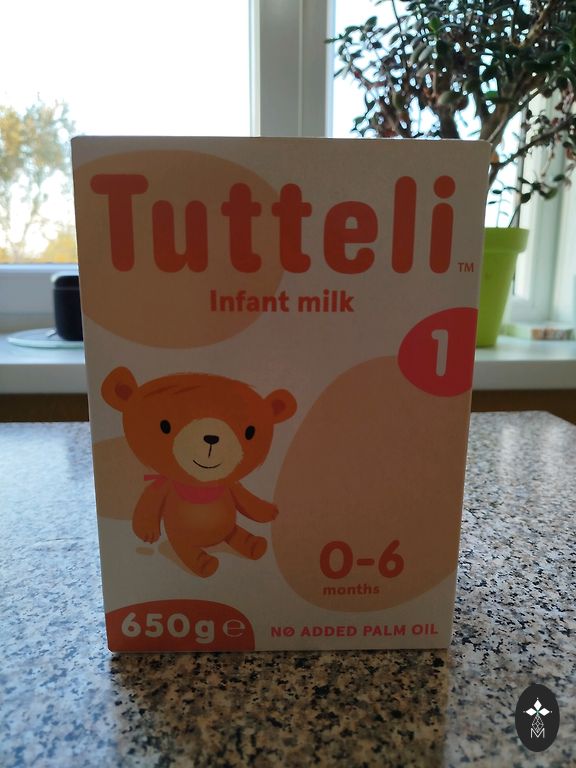 Tutteli™
Infant milk
1
0-6
months
650g ℮
NØ ADDED PALM OIL
M